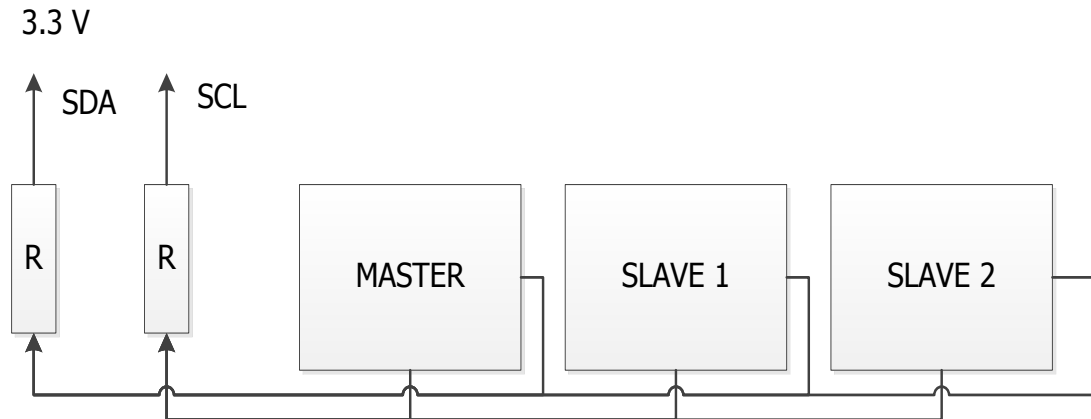 3.3 V
SDA
SCL
R
R
MASTER
SLAVE 1
SLAVE 2